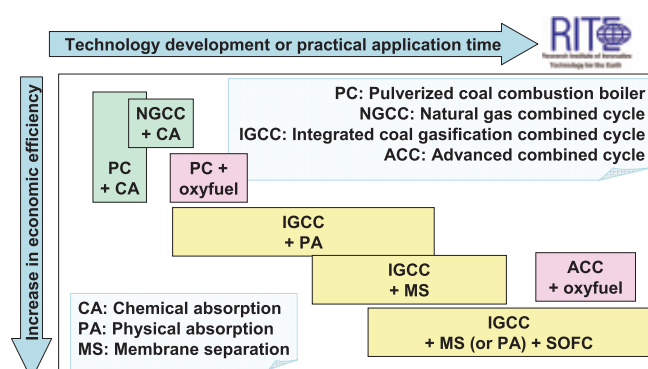 Technology development or practical application time
RITE
Research Institute of Innovative
Technology for the Earth
Increase in economic efficiency
PC: Pulverized coal combustion boiler
NGCC: Natural gas combined cycle
IGCC: Integrated coal gasification combined cycle
ACC: Advanced combined cycle
NGCC
+ CA
PC
+ CA
PC +
oxyfuel
IGCC
+ PA
IGCC
+ MS
ACC
+ oxyfuel
IGCC
+ MS (or PA) + SOFC
CA: Chemical absorption
PA: Physical absorption
MS: Membrane separation